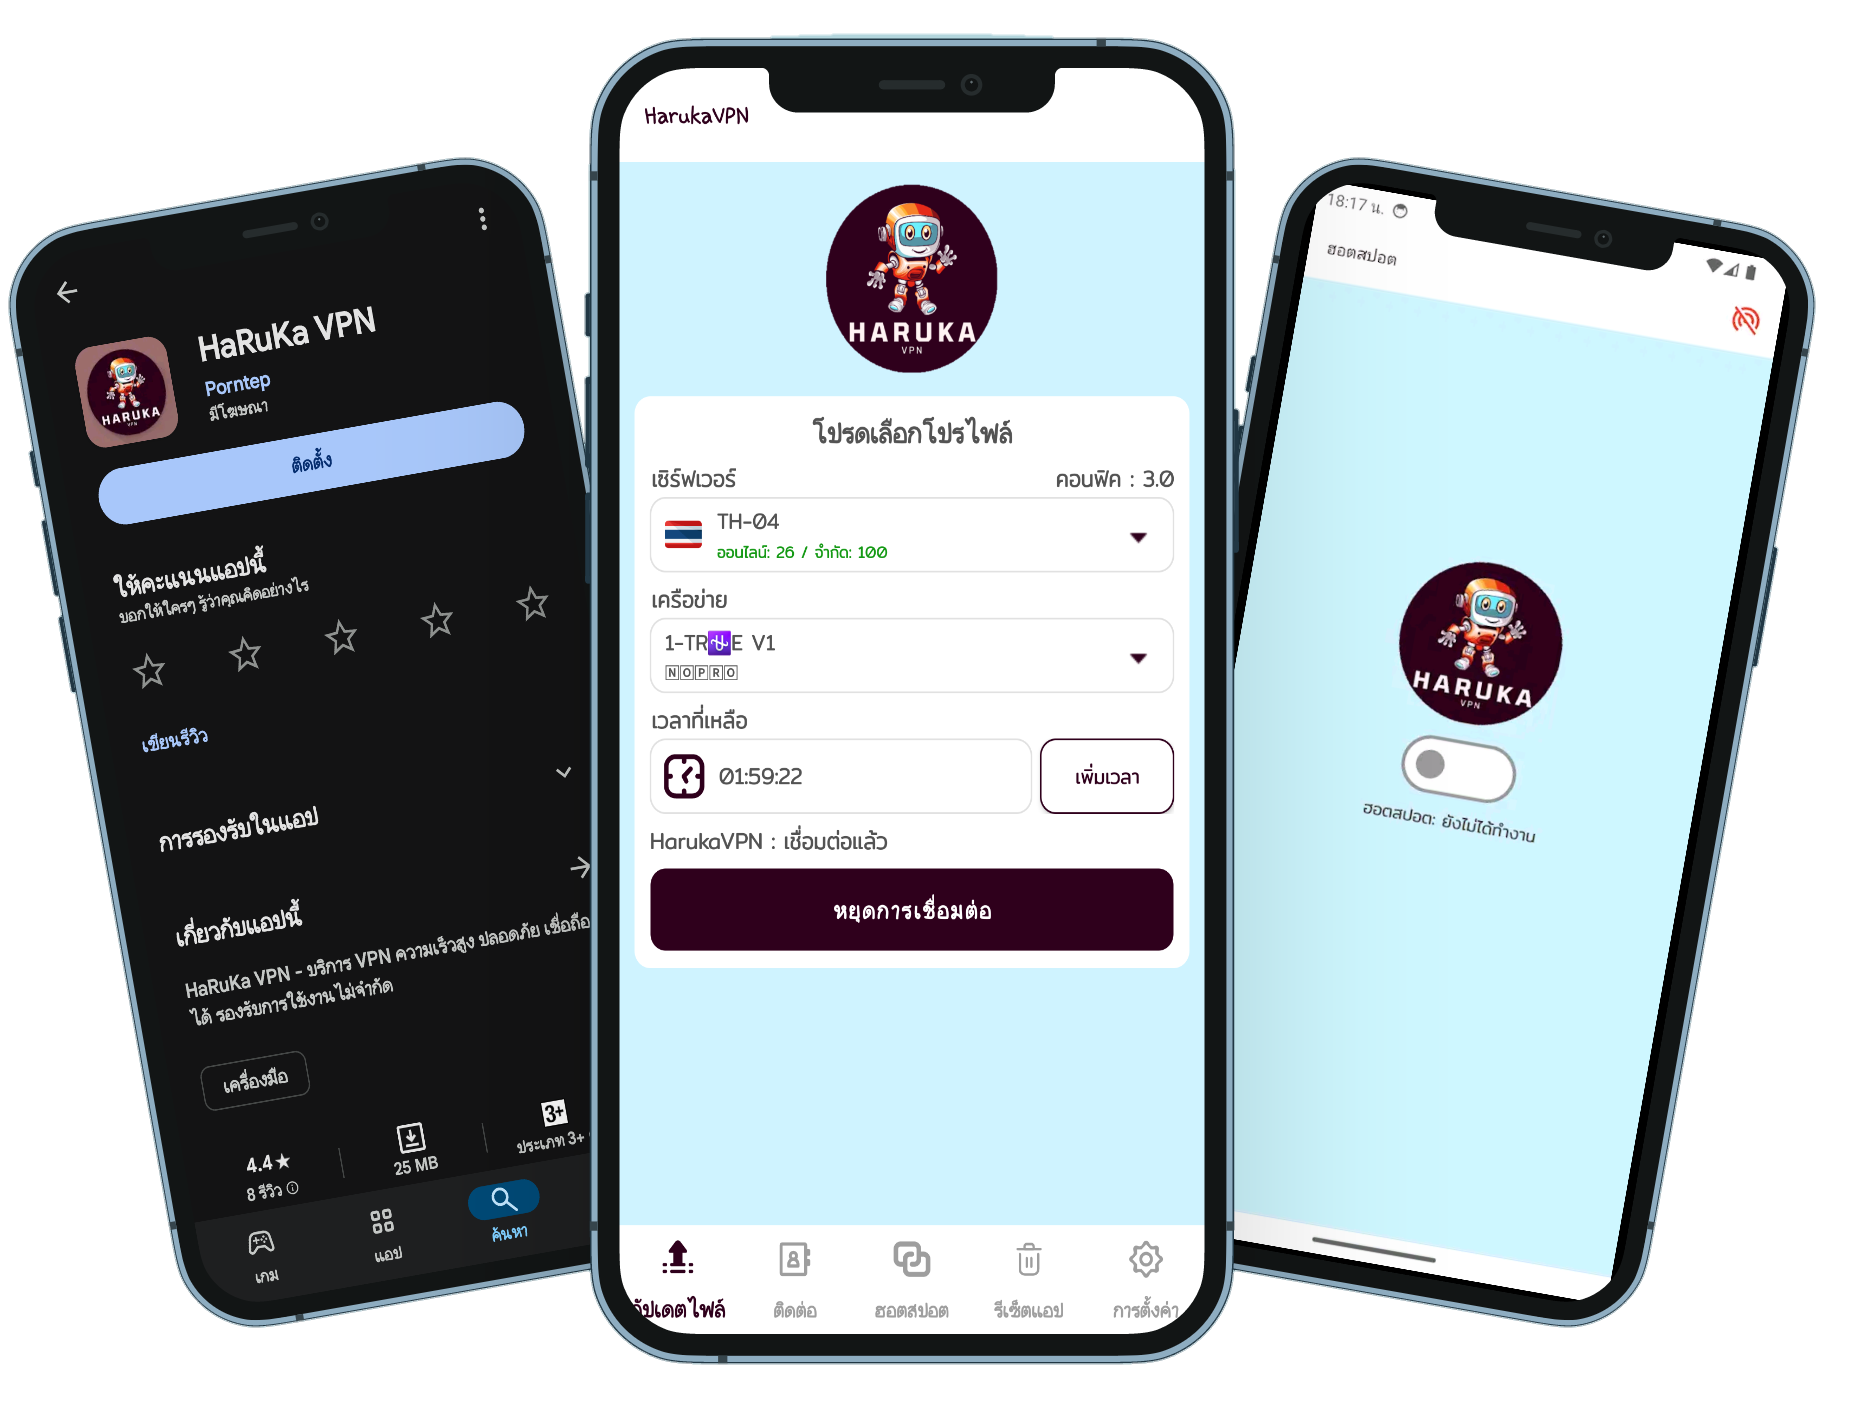 HaRuKa VPN
Porntep
มีโฆษณา
HARUKA
VPN
ติดตั้ง
ให้คะแนนแอปนี้
บอกให้ใครๆ รู้ว่าคุณคิดอย่างไร
เขียนรีวิว
การรองรับในแอป
เกี่ยวกับแอปนี้
HaRuKa VPN - บริการ VPN ความเร็วสูง ปลอดภัย เชื่อถือ
ได้ รองรับการใช้งานไม่จำกัด
เครื่องมือ
4.4★
8 รีวิว
25 MB
3+
ประเภท 3+
เกม
แอป
ค้นหา
HarukaVPN
HARUKA
VPN
โปรดเลือกโปรไฟล์
เซิร์ฟเวอร์
คอนฟิค : 3.0
TH-04
ออนไลน์: 26 / จำกัด: 100
เครือข่าย
1-TR⛎E V1
🄽🄾🄿🅁🄾
เวลาที่เหลือ
01:59:22
เพิ่มเวลา
HarukaVPN : เชื่อมต่อแล้ว
หยุดการเชื่อมต่อ
อัปเดตไฟล์
ติดต่อ
ฮอตสปอต
รีเซ็ตแอป
การตั้งค่า
18:17 น.
ฮอตสปอต
HARUKA
VPN
ฮอตสปอต: ยังไม่ได้ทำงาน